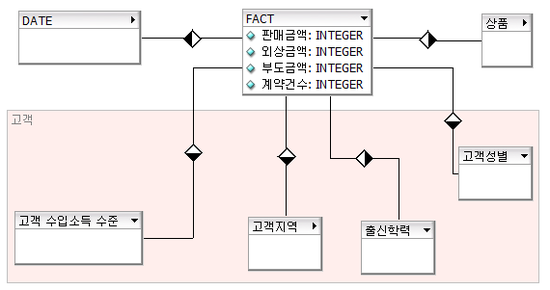 DATE
FACT
상품
판매금액: INTEGER
외상금액: INTEGER
부도금액: INTEGER
계약건수: INTEGER
고객
고객성별
고객 수입소득 수준
고객지역
출신학력